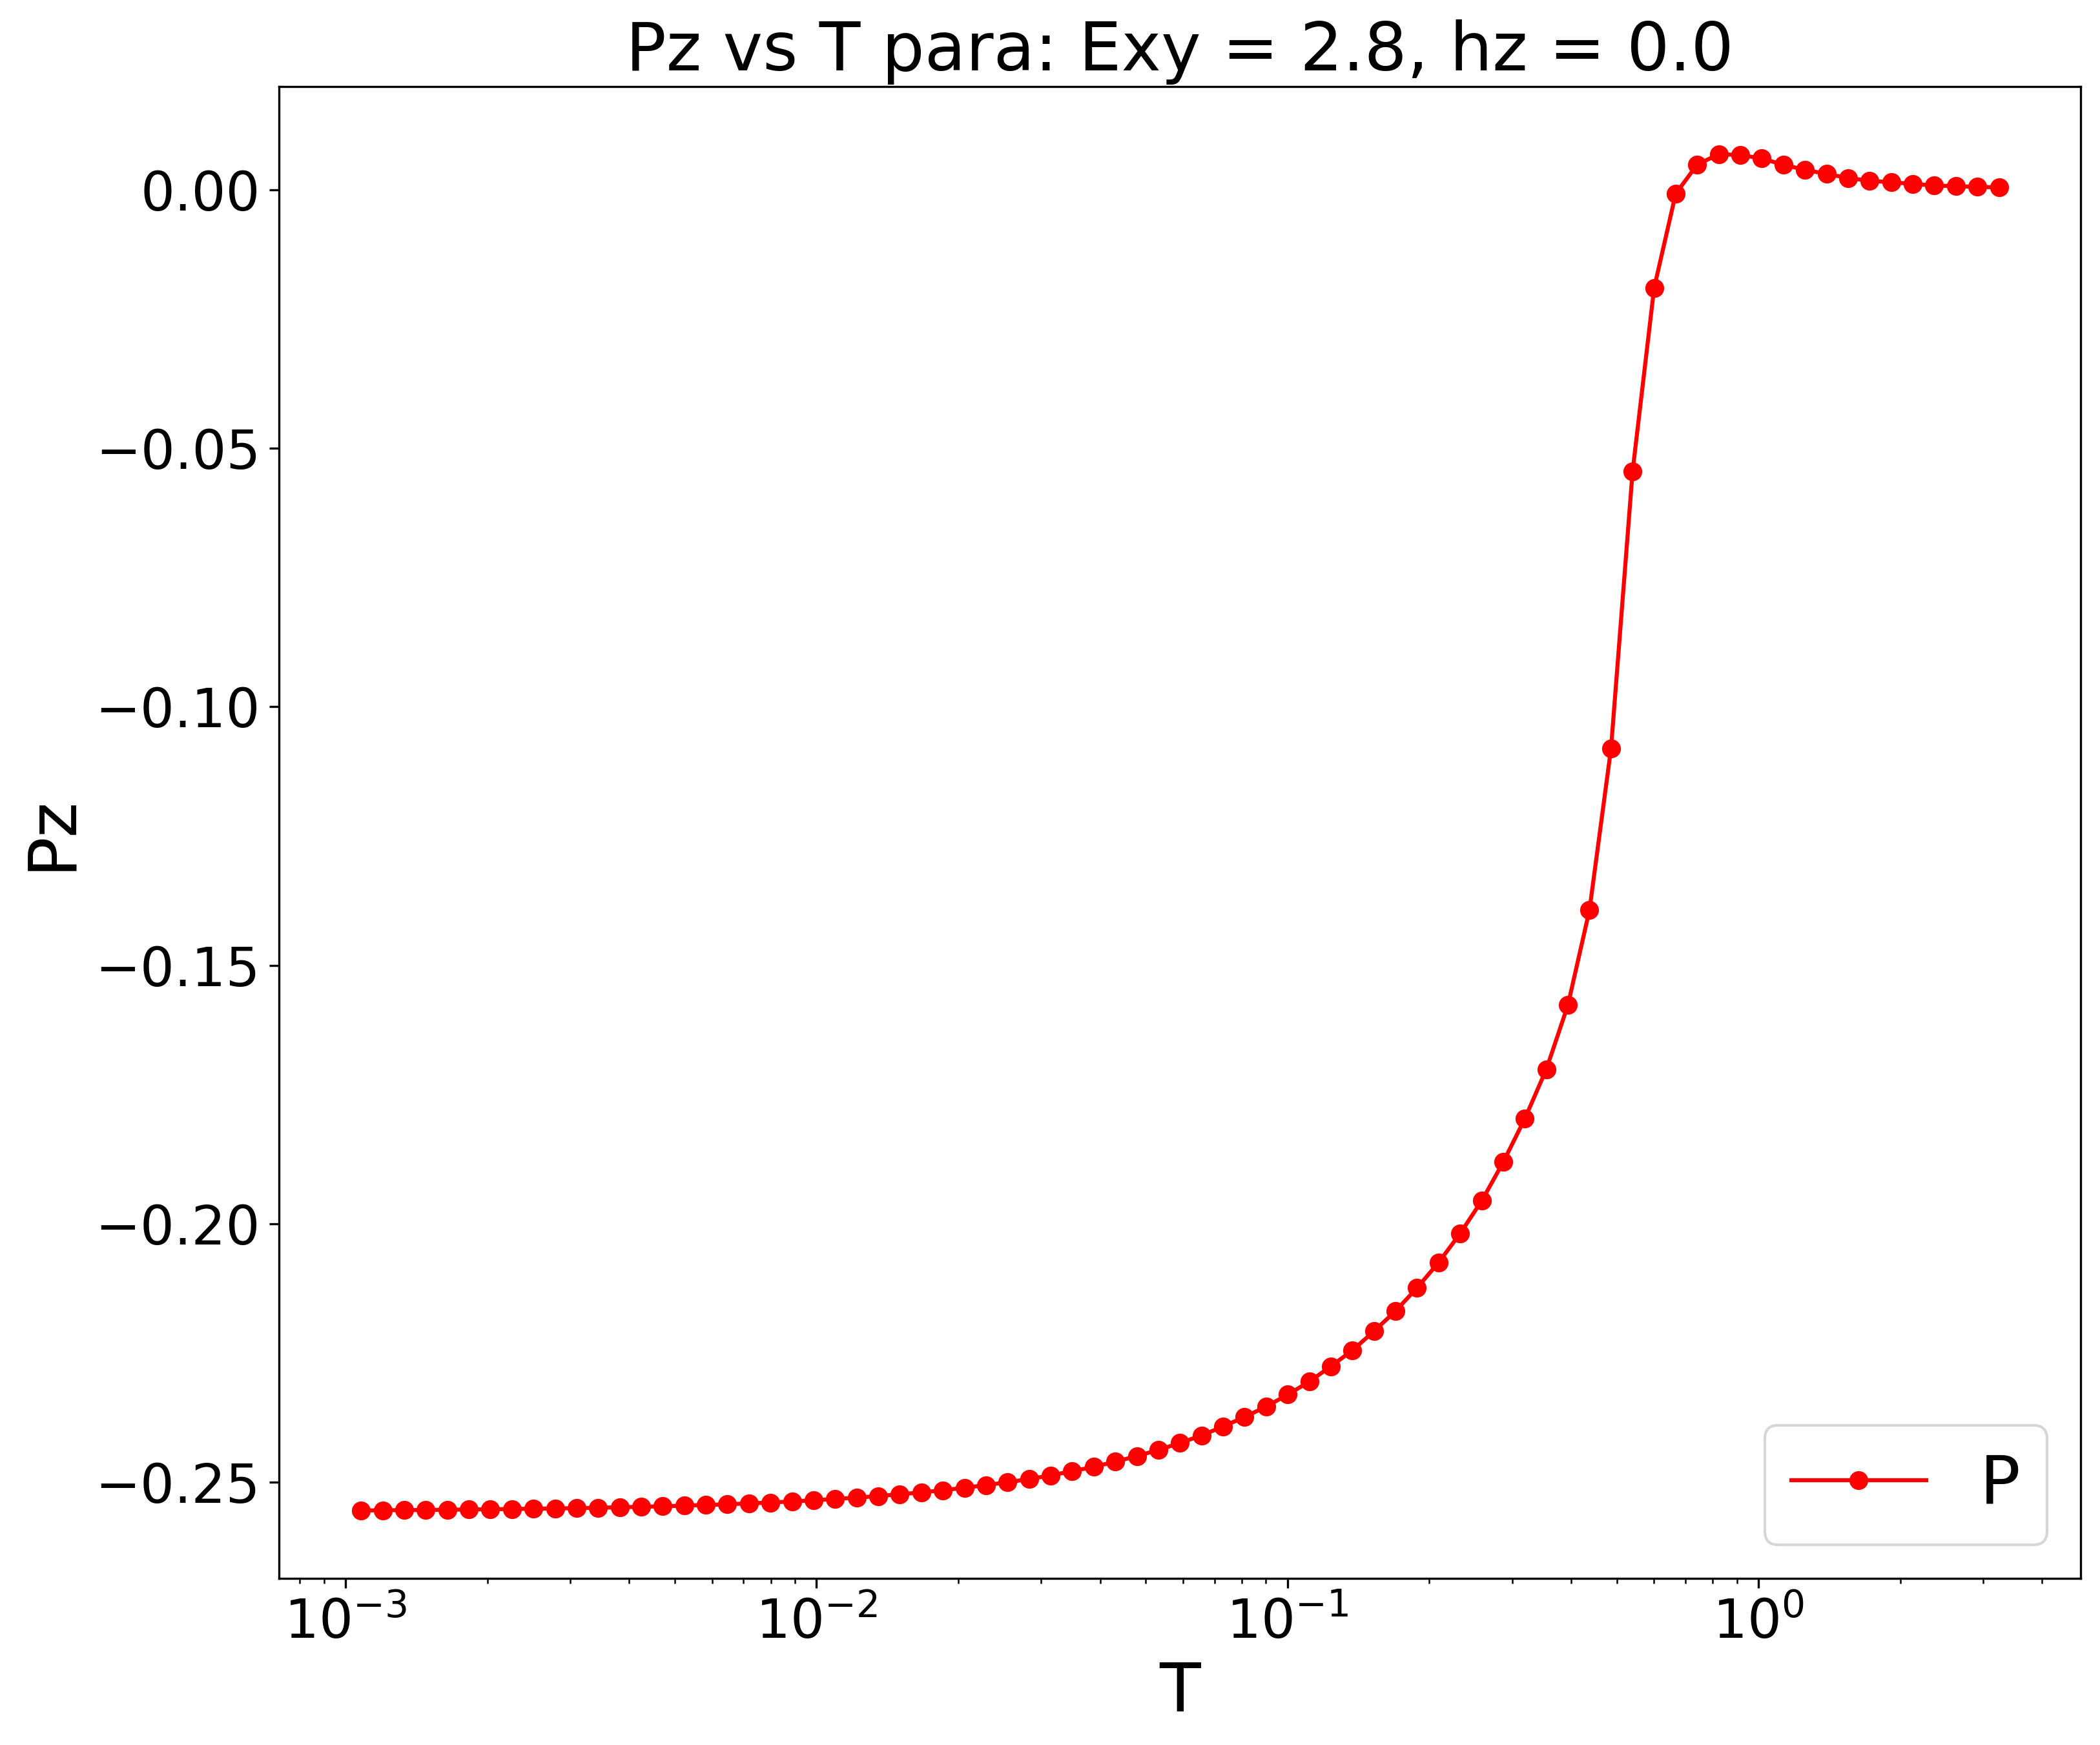 Pz vs T para: Exy = 2.8, hz = 0.0
0.00
−0.05
−0.10
−0.15
−0.20
−0.25
Pz
P
10⁻³ 10⁻² 10⁻¹ 10⁰
T